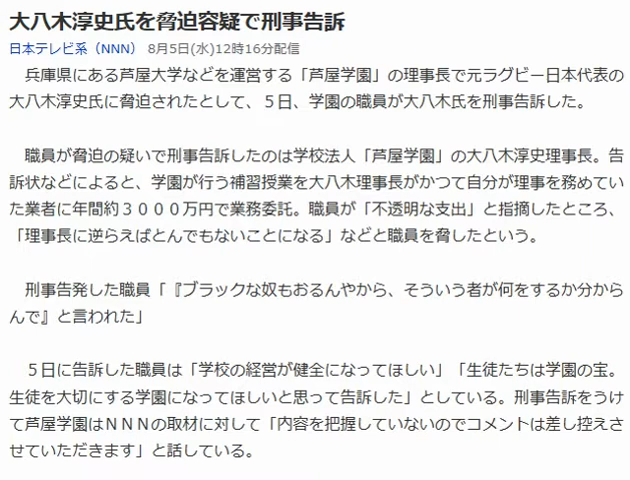 大八木淳史氏を脅迫容疑で刑事告訴
日本テレビ系（NNN） 8月5日(水)12時16分配信
　兵庫県にある芦屋大学などを運営する「芦屋学園」の理事長で元ラグビー日本代表の
大八木淳史氏に脅迫されたとして、５日、学園の職員が大八木氏を刑事告訴した。
　職員が脅迫の疑いで刑事告訴したのは学校法人「芦屋学園」の大八木淳史理事長。告
訴状などによると、学園が行う補習授業を大八木理事長がかつて自分が理事を務めてい
た業者に年間約３０００万円で業務委託。職員が「不透明な支出」と指摘したところ、
「理事長に逆らえばとんでもないことになる」などと職員を脅したという。
　刑事告発した職員「『ブラックな奴もおるんやから、そういう者が何をするか分から
んで』と言われた」
　５日に告訴した職員は「学校の経営が健全になってほしい」「生徒たちは学園の宝。
生徒を大切にする学園になってほしいと思って告訴した」としている。刑事告訴をうけ
て芦屋学園はＮＮＮの取材に対して「内容を把握していないのでコメントは差し控えさ
せていただきます」と話している。